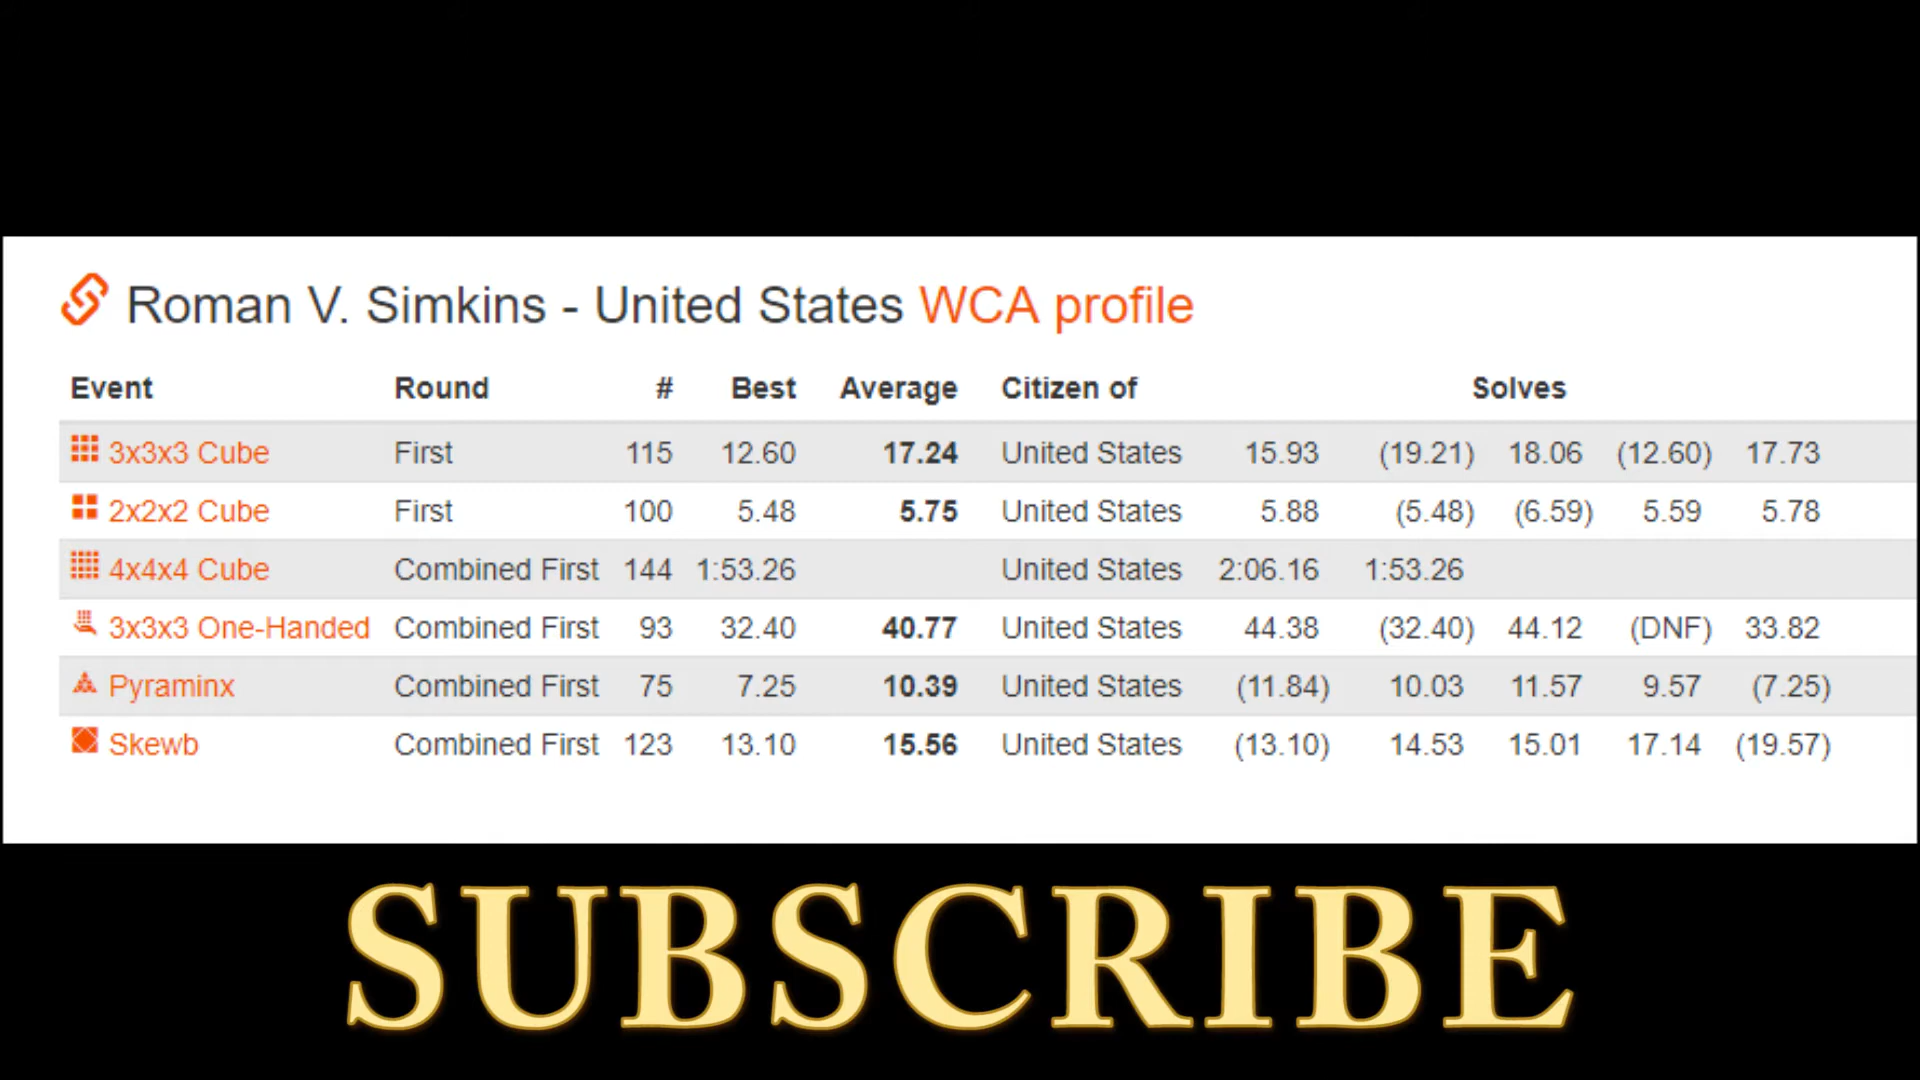 Roman V. Simkins - United States WCA profile
Event Round # Best Average Citizen of Solves
3x3x3 Cube First 115 12.60 17.24 United States 15.93 (19.21) 18.06 (12.60) 17.73
2x2x2 Cube First 100 5.48 5.75 United States 5.88 (5.48) (6.59) 5.59 5.78
4x4x4 Cube Combined First 144 1:53.26 United States 2:06.16 1:53.26
3x3x3 One-Handed Combined First 93 32.40 40.77 United States 44.38 (32.40) 44.12 (DNF) 33.82
Pyraminx Combined First 75 7.25 10.39 United States (11.84) 10.03 11.57 9.57 (7.25)
Skewb Combined First 123 13.10 15.56 United States (13.10) 14.53 15.01 17.14 (19.57)
SUBSCRIBE